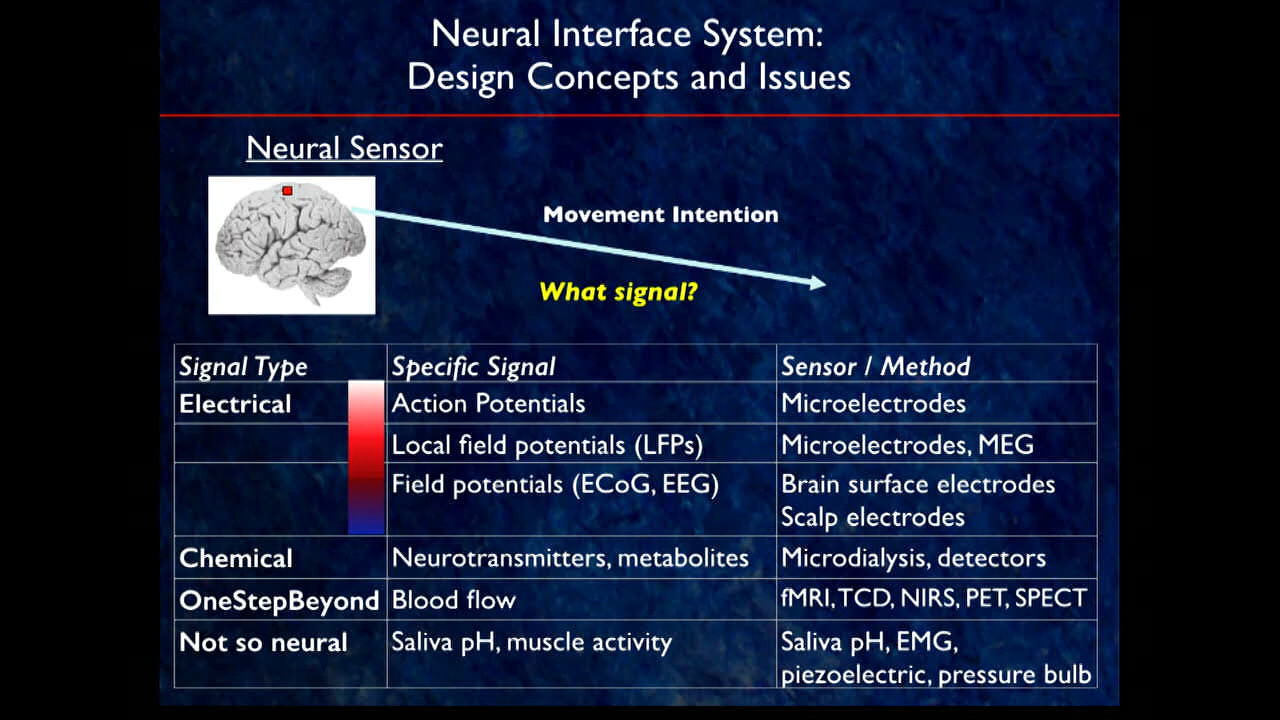 Neural Interface System:
Design Concepts and Issues
Neural Sensor
Movement Intention
What signal?
Signal Type Specific Signal Sensor / Method
Electrical Action Potentials Microelectrodes
Local field potentials (LFPs) Microelectrodes, MEG
Field potentials (ECoG, EEG) Brain surface electrodes
Scalp electrodes
Chemical Neurotransmitters, metabolites Microdialysis, detectors
OneStepBeyond Blood flow fMRI, TCD, NIRS, PET, SPECT
Not so neural Saliva pH, muscle activity Saliva pH, EMG,
piezoelectric, pressure bulb